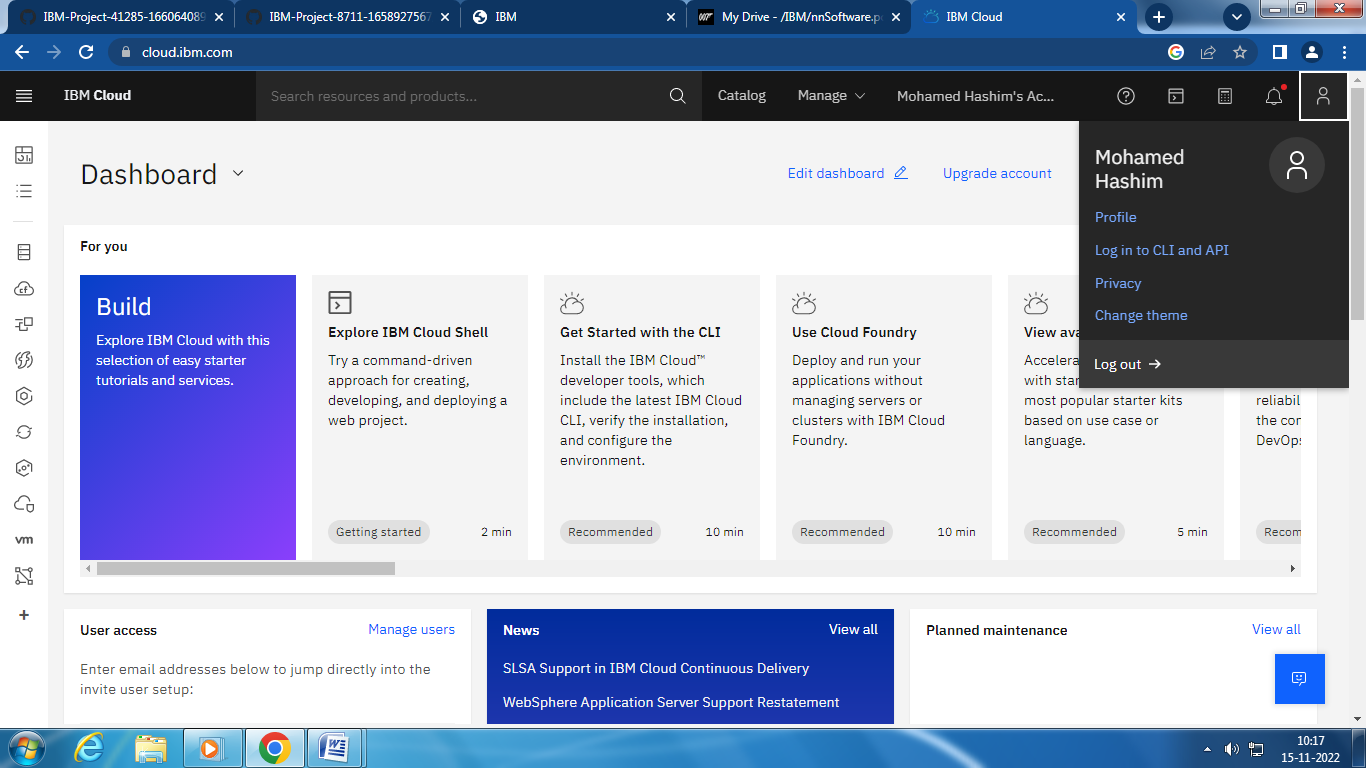 IBM-Project-41285-166064089
IBM-Project-8711-1658927567
IBM
My Drive - /IBM/nnSoftware.p
IBM Cloud
cloud.ibm.com
IBM Cloud
Search resources and products...
Catalog
Manage
Mohamed Hashim's Ac...
Dashboard
Edit dashboard
Upgrade account
Mohamed
Hashim
Profile
Log in to CLI and API
Privacy
Change theme
Log out →
For you
Build
Explore IBM Cloud with this
selection of easy starter
tutorials and services.
Explore IBM Cloud Shell
Try a command-driven
approach for creating,
developing, and deploying a
web project.
Getting started
2 min
Get Started with the CLI
Install the IBM Cloud™
developer tools, which
include the latest IBM Cloud
CLI, verify the installation,
and configure the
environment.
Recommended
10 min
Use Cloud Foundry
Deploy and run your
applications without
managing servers or
clusters with IBM Cloud
Foundry.
Recommended
10 min
View ava
Accelera
with star
most popular starter kits
based on use case or
language.
Recommended
5 min
reliabil
the cor
DevOps
Recom
vm
User access
Manage users
Enter email addresses below to jump directly into the
invite user setup:
News
View all
SLSA Support in IBM Cloud Continuous Delivery
WebSphere Application Server Support Restatement
Planned maintenance
View all
10:17
15-11-2022